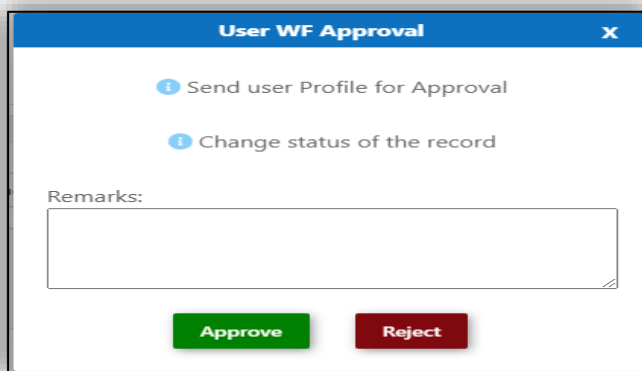 User WF Approval X
Send user Profile for Approval
Change status of the record
Remarks:
Approve Reject